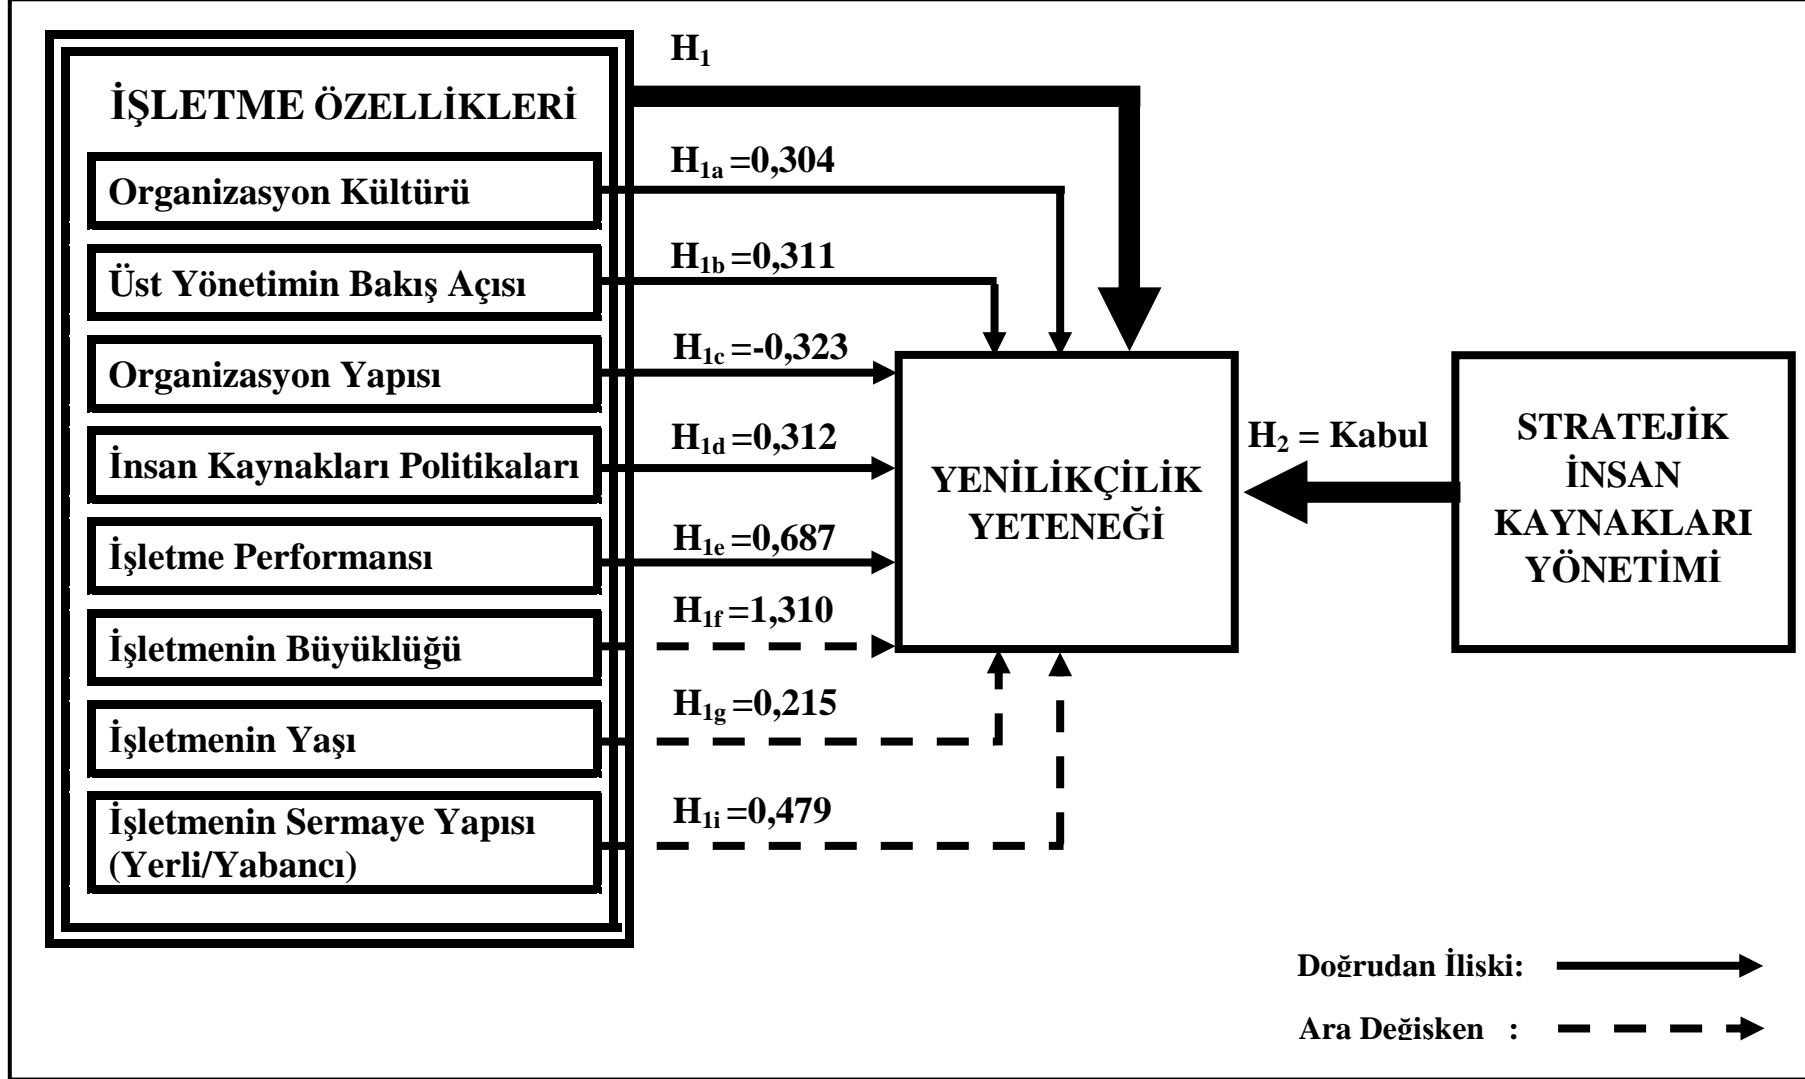 H1
İŞLETME ÖZELLİKLERİ
H1a =0,304
Organizasyon Kültürü
H1b =0,311
Üst Yönetimin Bakış Açısı
H1c =-0,323
Organizasyon Yapısı
H1d =0,312
İnsan Kaynakları Politikaları
H1e =0,687
İşletme Performansı
H1f =1,310
İşletmenin Büyüklüğü
H1g =0,215
İşletmenin Yaşı
H1i =0,479
İşletmenin Sermaye Yapısı
(Yerli/Yabancı)
YENİLİKÇİLİK
YETENEĞİ
H2 = Kabul
STRATEJİK
İNSAN
KAYNAKLARI
YÖNETİMİ
Doğrudan İliski:
Ara Değisken :